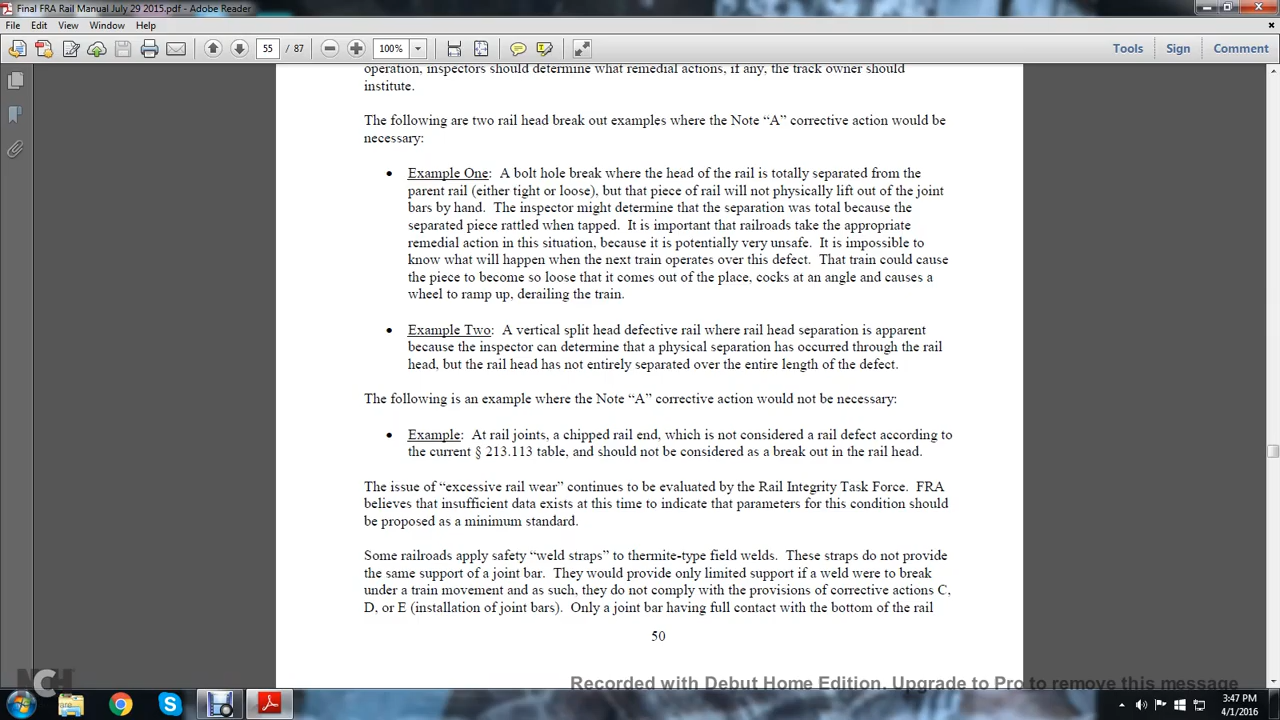 Final FRA Rail Manual July 29 2015.pdf - Adobe Reader
File Edit View Window Help
55 / 87 100% Tools Sign Comment
operation, inspectors should determine what remedial actions, if any, the track owner should
institute.
The following are two rail head break out examples where the Note “A” corrective action would be
necessary:
• Example One: A bolt hole break where the head of the rail is totally separated from the
parent rail (either tight or loose), but that piece of rail will not physically lift out of the joint
bars by hand. The inspector might determine that the separation was total because the
separated piece rattled when tapped. It is important that railroads take the appropriate
remedial action in this situation, because it is potentially very unsafe. It is impossible to
know what will happen when the next train operates over this defect. That train could cause
the piece to become so loose that it comes out of the place, cocks at an angle and causes a
wheel to ramp up, derailing the train.
• Example Two: A vertical split head defective rail where rail head separation is apparent
because the inspector can determine that a physical separation has occurred through the rail
head, but the rail head has not entirely separated over the entire length of the defect.
The following is an example where the Note “A” corrective action would not be necessary:
• Example: At rail joints, a chipped rail end, which is not considered a rail defect according to
the current § 213.113 table, and should not be considered as a break out in the rail head.
The issue of “excessive rail wear” continues to be evaluated by the Rail Integrity Task Force. FRA
believes that insufficient data exists at this time to indicate that parameters for this condition should
be proposed as a minimum standard.
Some railroads apply safety “weld straps” to thermite-type field welds. These straps do not provide
the same support of a joint bar. They would provide only limited support if a weld were to break
under a train movement and as such, they do not comply with the provisions of corrective actions C,
D, or E (installation of joint bars). Only a joint bar having full contact with the bottom of the rail
50
NCH
Recorded with Debut Home Edition. Upgrade to Pro to remove this message
3:47 PM
4/1/2016